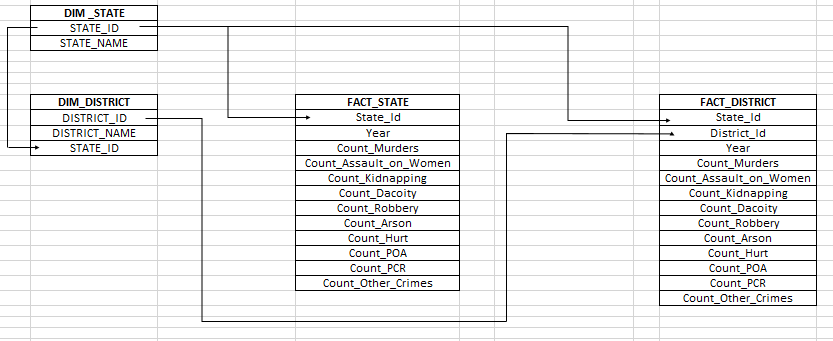 DIM _STATE
STATE_ID
STATE_NAME
DIM_DISTRICT
DISTRICT_ID
DISTRICT_NAME
STATE_ID
FACT_STATE
State_Id
Year
Count_Murders
Count_Assault_on_Women
Count_Kidnapping
Count_Dacoity
Count_Robbery
Count_Arson
Count_Hurt
Count_POA
Count_PCR
Count_Other_Crimes
FACT_DISTRICT
State_Id
District_Id
Year
Count_Murders
Count_Assault_on_Women
Count_Kidnapping
Count_Dacoity
Count_Robbery
Count_Arson
Count_Hurt
Count_POA
Count_PCR
Count_Other_Crimes